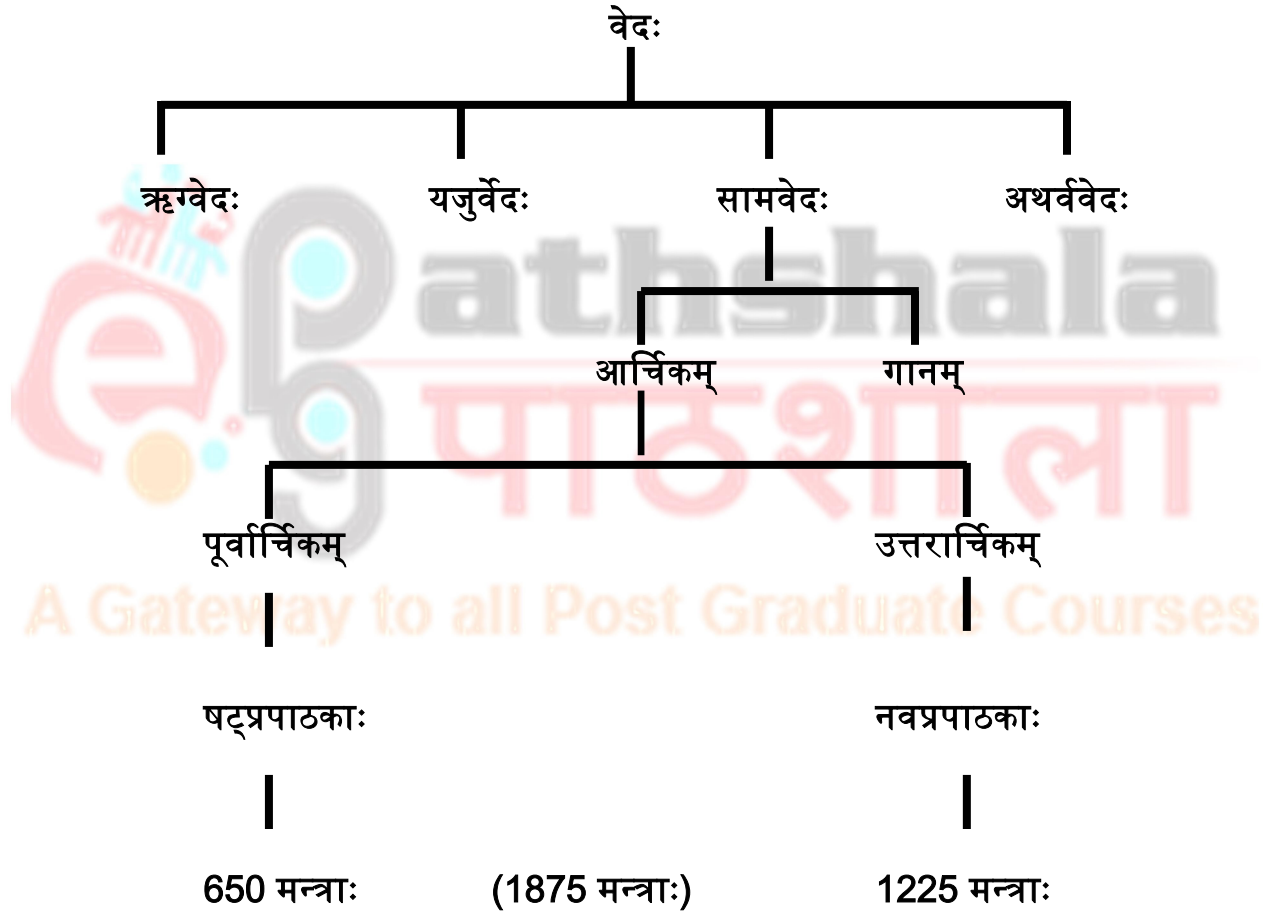 वेदः
ऋग्वेदः यजुर्वेदः सामवेदः अथर्ववेदः
athshala
आर्चिकम् गानम्
पाठशाला
पूर्वार्चिकम् उत्तरार्चिकम्
A Gateway to all Post Graduate Courses
षट्प्रपाठकाः नवप्रपाठकाः
650 मन्त्राः (1875 मन्त्राः) 1225 मन्त्राः